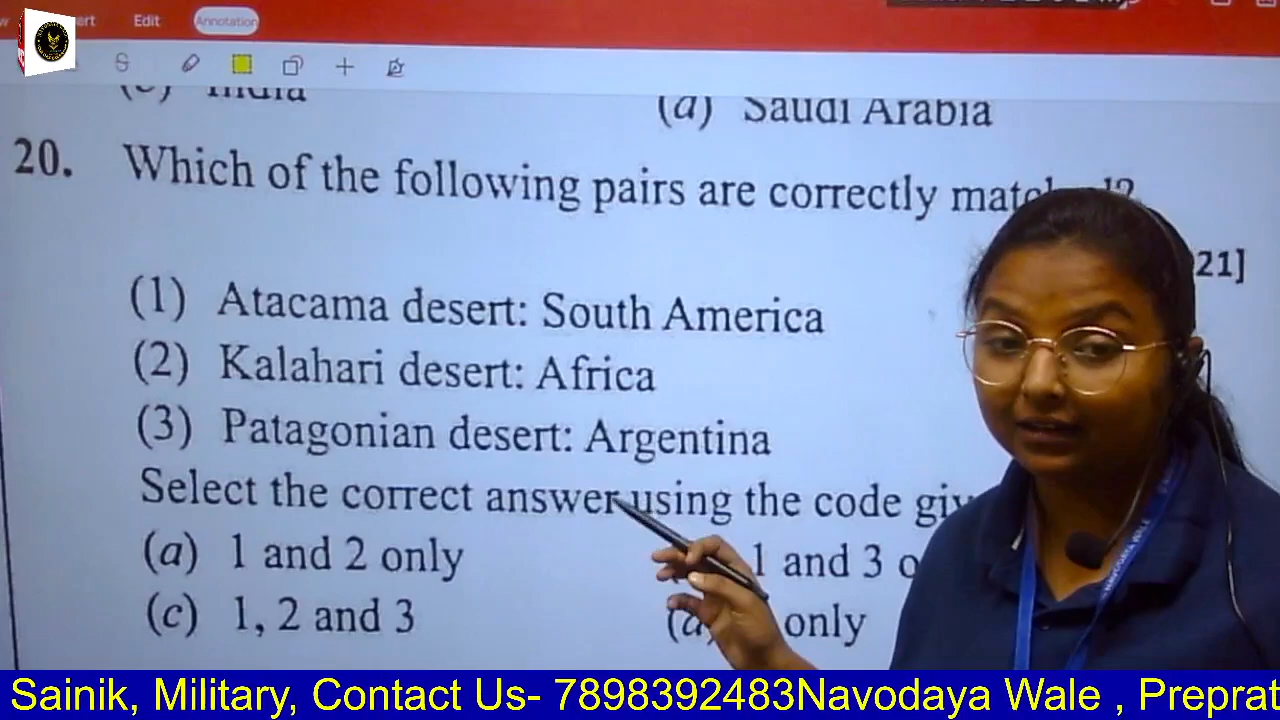 Edit Annotation
(a) Saudi Arabia
20. Which of the following pairs are correctly
21]
(1) Atacama desert: South America
(2) Kalahari desert: Africa
(3) Patagonian desert: Argentina
Select the correct answer using the code
(a) 1 and 2 only 1 and 3
(c) 1, 2 and 3 only
Sainik, Military, Contact Us- 7898392483Navodaya Wale , Preprat